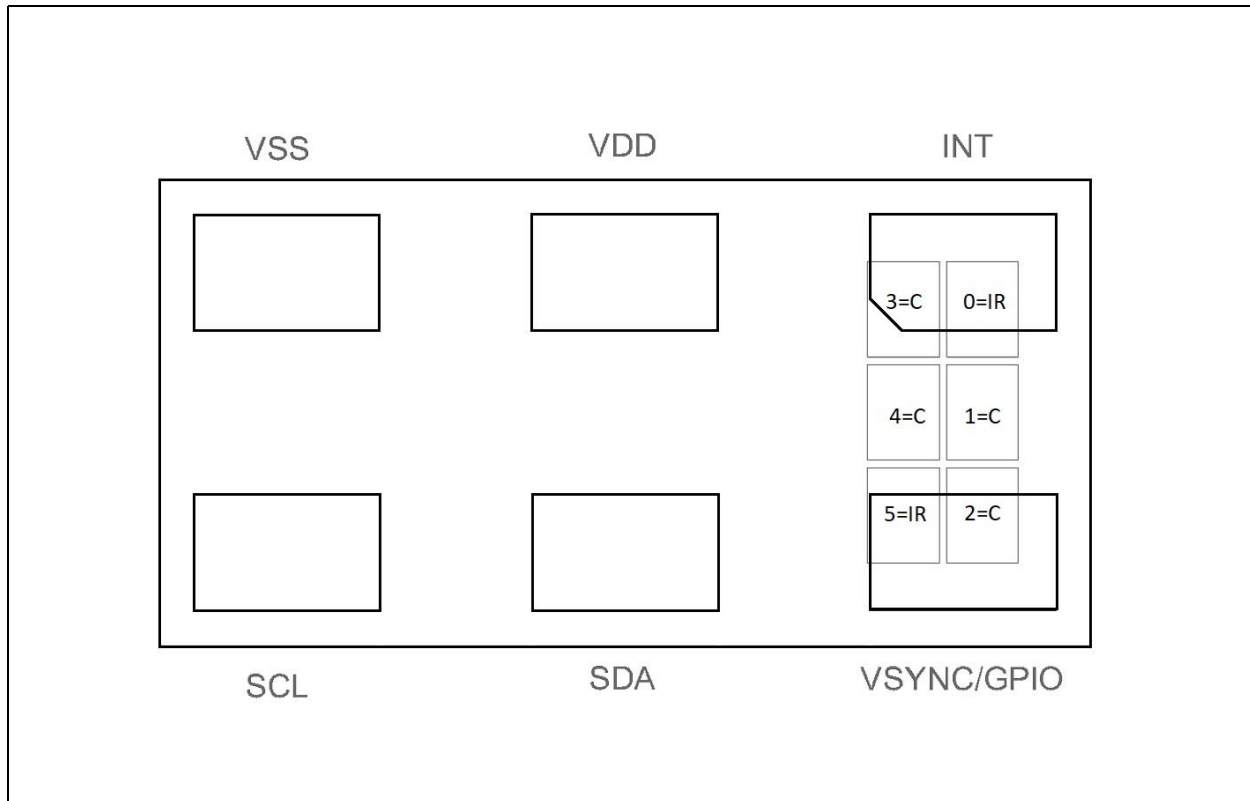 VSS VDD INT
3=C 0=IR
4=C 1=C
5=IR 2=C
SCL SDA VSYNC/GPIO